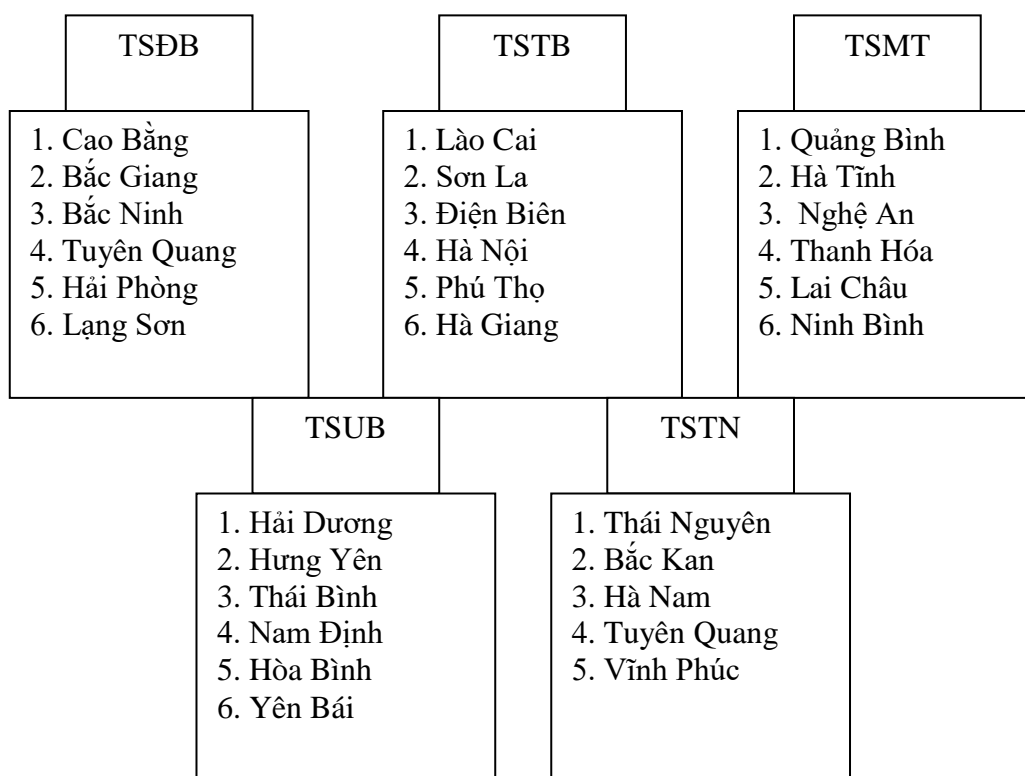 TSĐB
1. Cao Bằng
2. Bắc Giang
3. Bắc Ninh
4. Tuyên Quang
5. Hải Phòng
6. Lạng Sơn
TSTB
1. Lào Cai
2. Sơn La
3. Điện Biên
4. Hà Nội
5. Phú Thọ
6. Hà Giang
TSMT
1. Quảng Bình
2. Hà Tĩnh
3. Nghệ An
4. Thanh Hóa
5. Lai Châu
6. Ninh Bình
TSUB
1. Hải Dương
2. Hưng Yên
3. Thái Bình
4. Nam Định
5. Hòa Bình
6. Yên Bái
TSTN
1. Thái Nguyên
2. Bắc Kan
3. Hà Nam
4. Tuyên Quang
5. Vĩnh Phúc